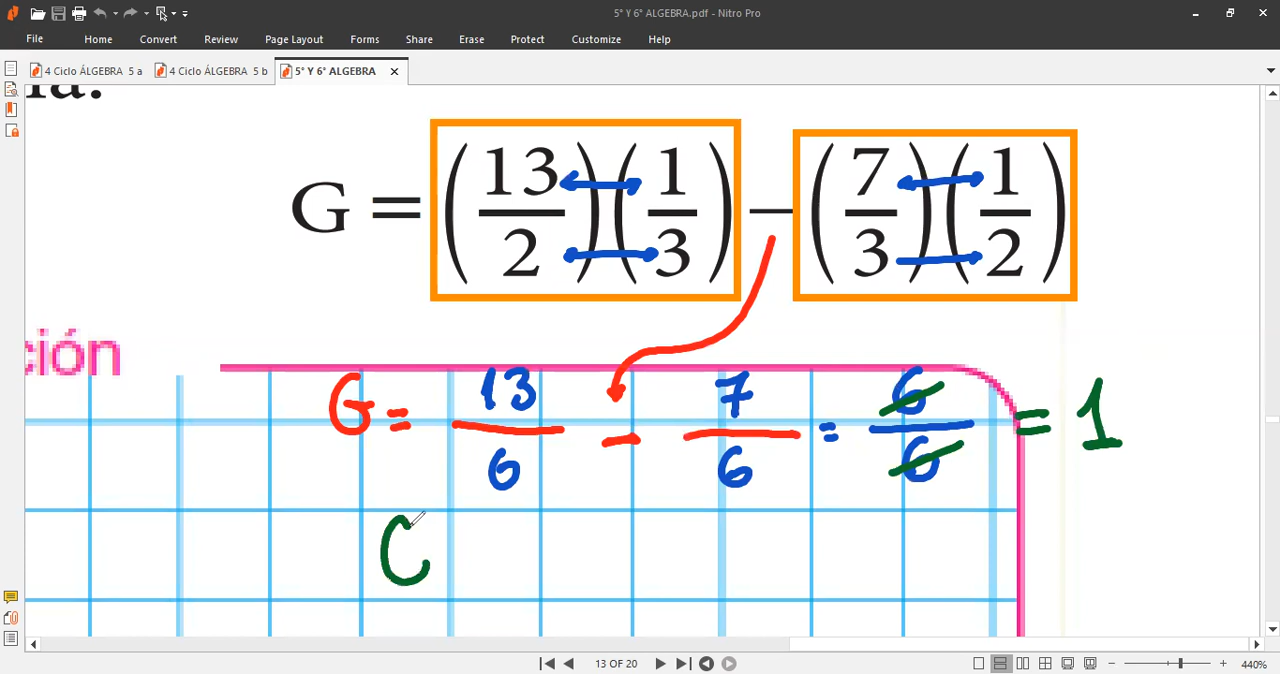 5° Y 6° ALGEBRA.pdf - Nitro Pro
File Home Convert Review Page Layout Forms Share Erase Protect Customize Help
4 Ciclo ÁLGEBRA 5 a 4 Ciclo ÁLGEBRA 5 b 5° Y 6° ALGEBRA
G = (13/2)(1/3) − (7/3)(1/2)
ción
G = 13/6 − 7/6 = 6/6 = 1
C
13 OF 20
440%